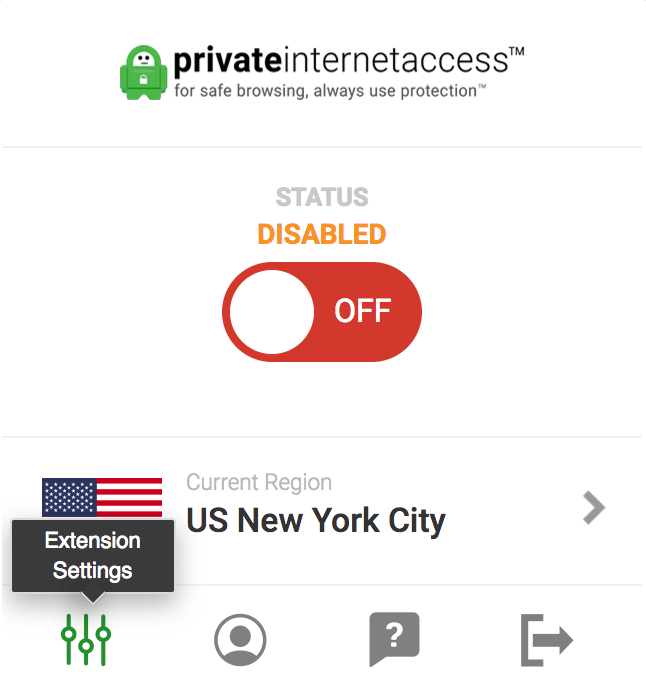 privateinternetaccess™
for safe browsing, always use protection™
STATUS
DISABLED
OFF
Current Region
US New York City
Extension
Settings
?